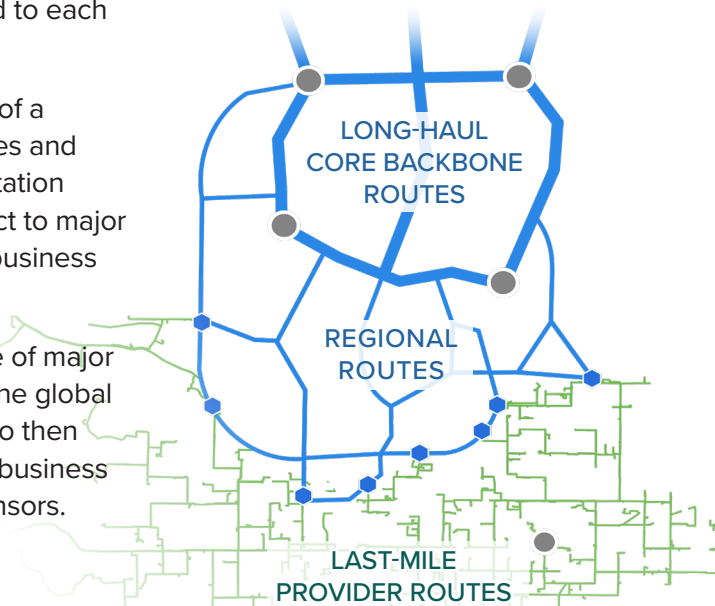 d to each
of a
es and
tation
ct to major
business
e of major
he global
o then
business
nsors.
LONG-HAUL
CORE BACKBONE
ROUTES
REGIONAL
ROUTES
LAST-MILE
PROVIDER ROUTES